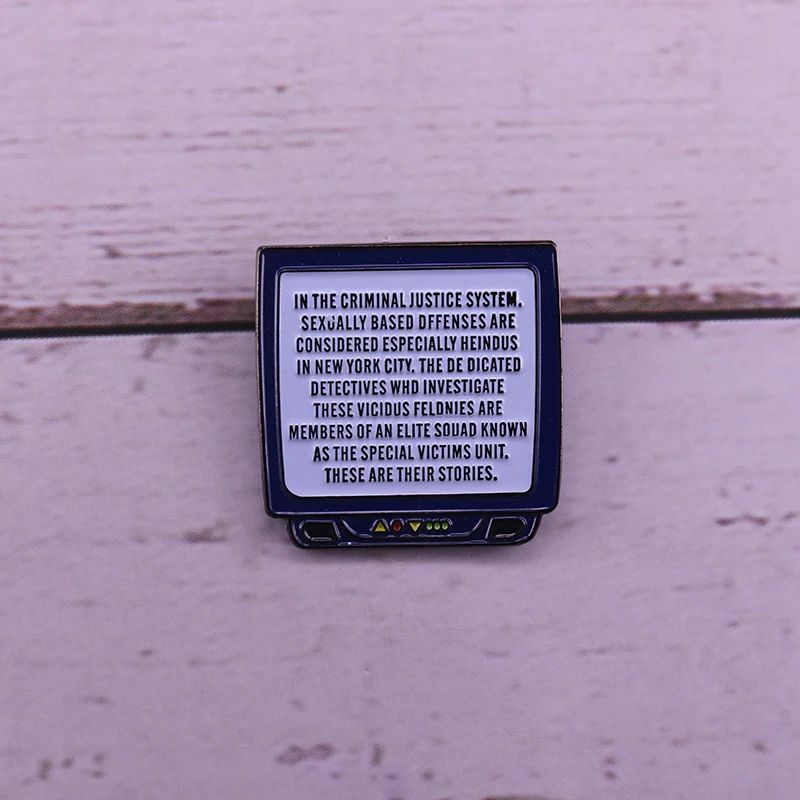 IN THE CRIMINAL JUSTICE SYSTEM.
SEXUALLY BASED DFFENSES ARE
CONSIDERED ESPECIALLY HEINDUS
IN NEW YORK CITY. THE DE DICATED
DETECTIVES WHD INVESTIGATE
THESE VICIDUS FELDNIES ARE
MEMBERS OF AN ELITE SOUAD KNOWN
AS THE SPECIAL VICTIMS UNIT.
THESE ARE THEIR STORIES.